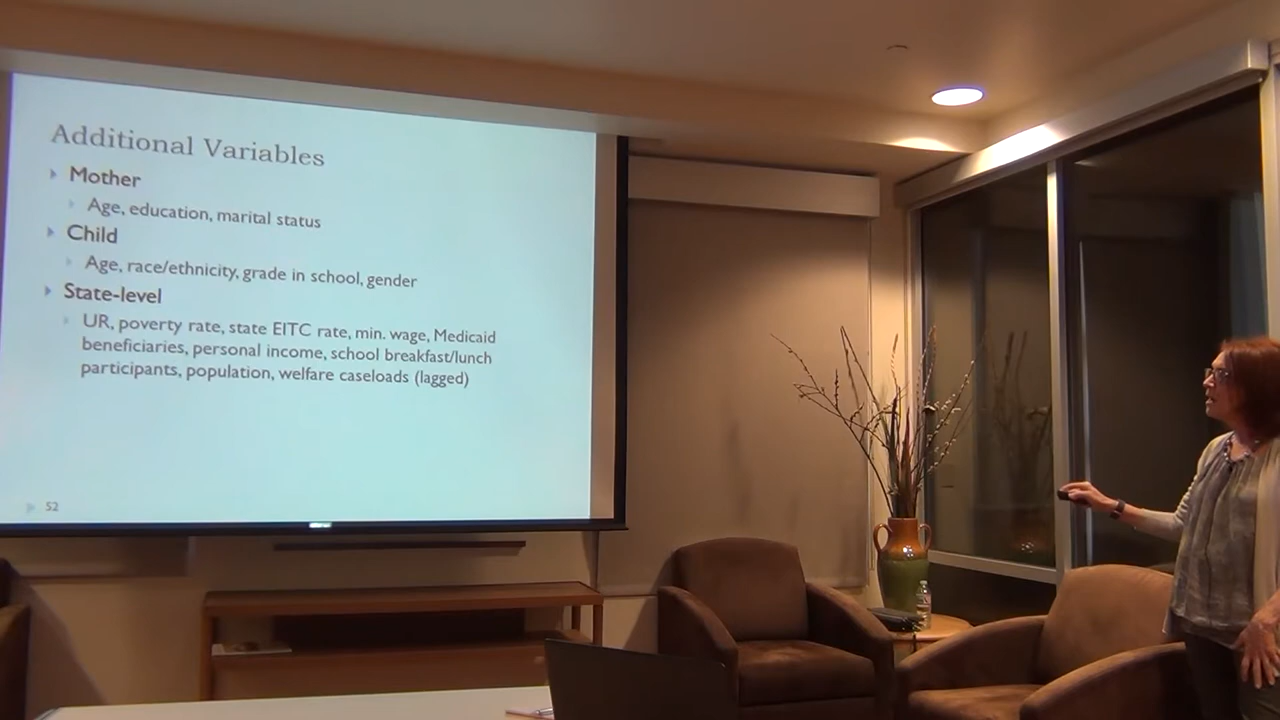 Additional Variables
Mother
Age, education, marital status
Child
Age, race/ethnicity, grade in school, gender
State-level
UR, poverty rate, state EITC rate, min. wage, Medicaid
beneficiaries, personal income, school breakfast/lunch
participants, population, welfare caseloads (lagged)
52